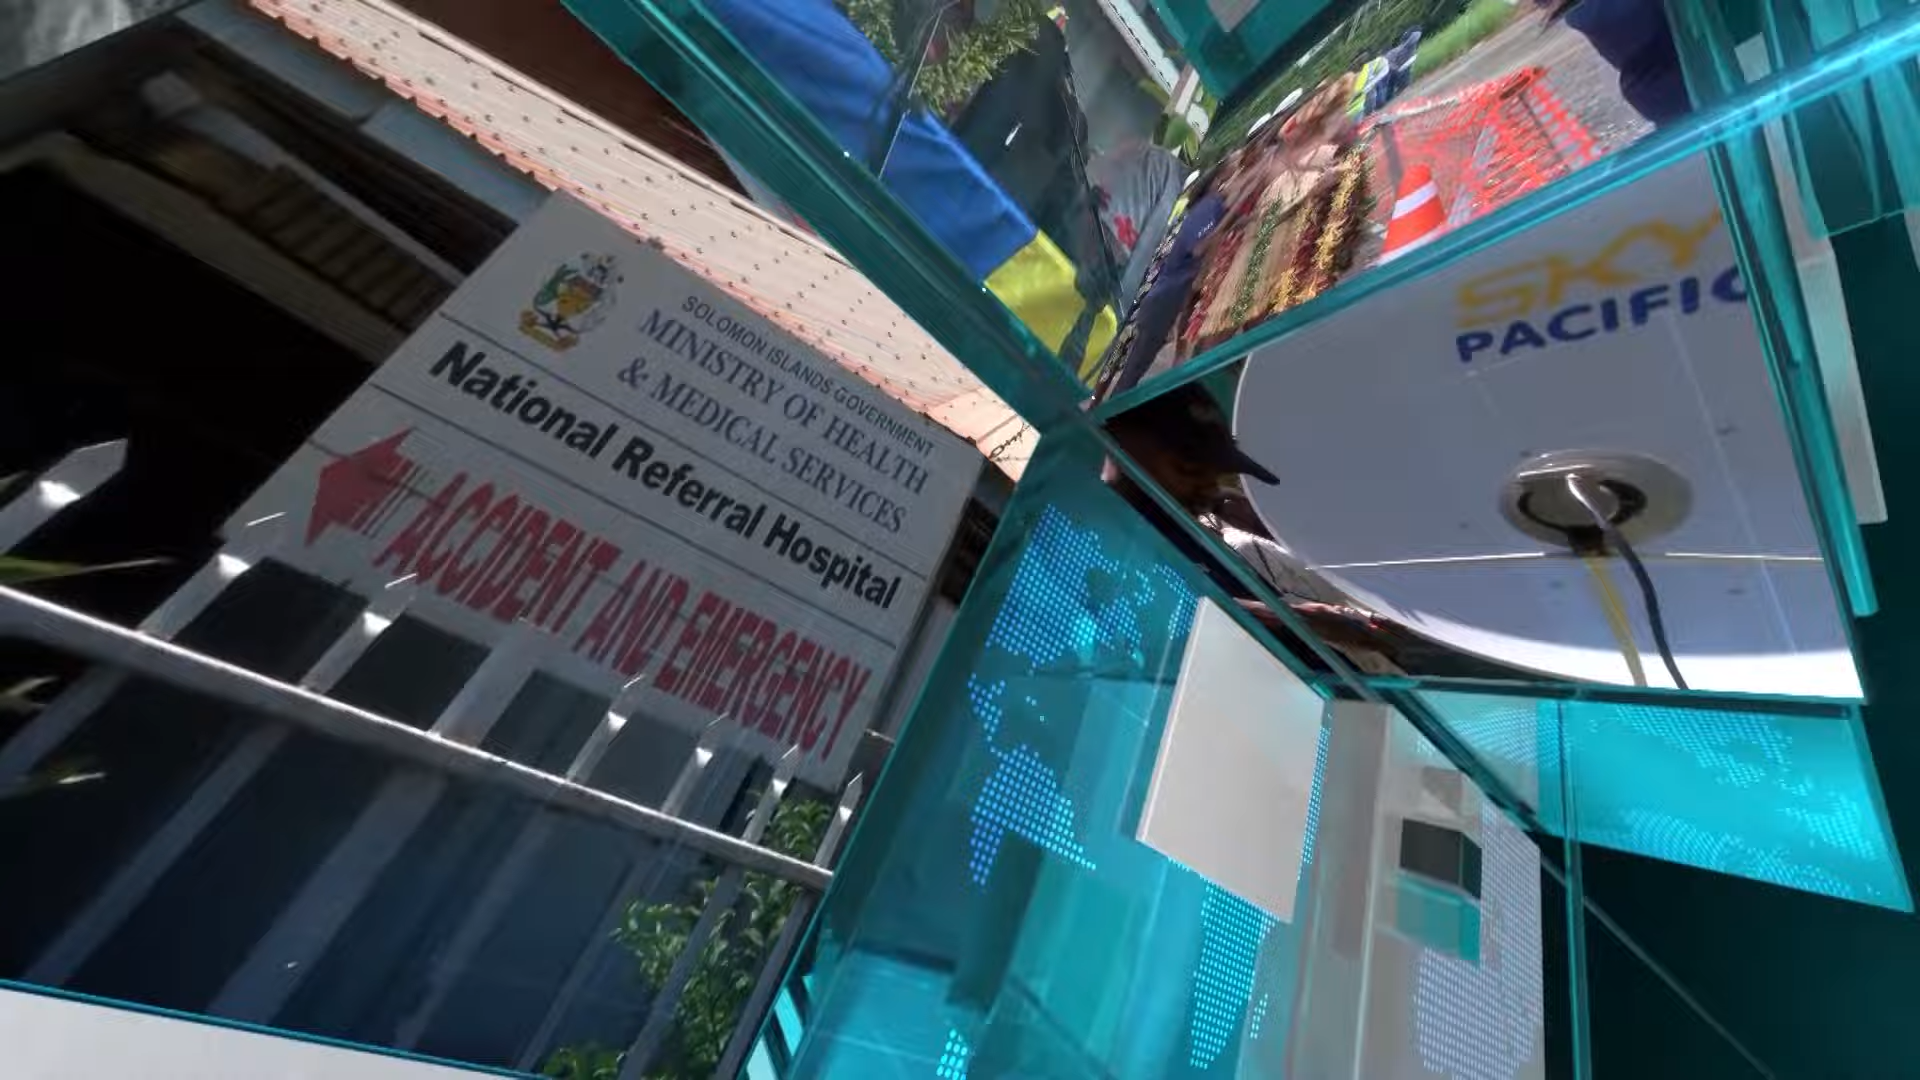 SOLOMON ISLANDS GOVERNMENT
MINISTRY OF HEALTH
& MEDICAL SERVICES
National Referral Hospital
ACCIDENT AND EMERGENCY
SKY
PACIFIC